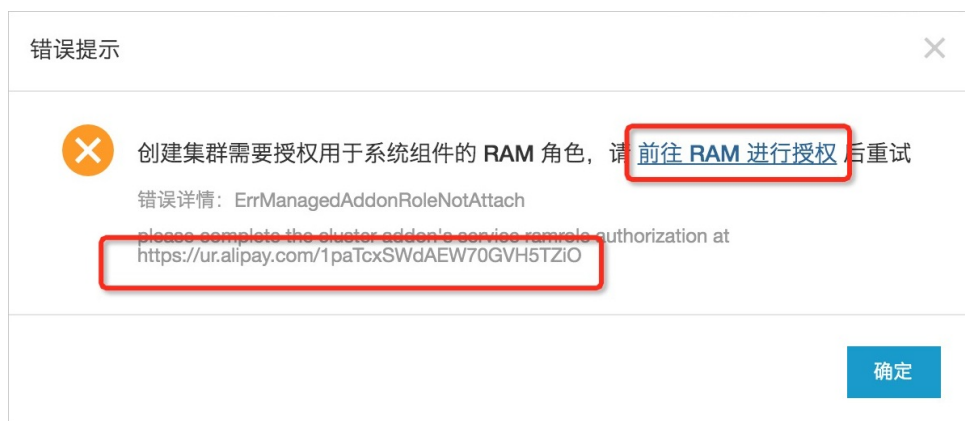 错误提示
创建集群需要授权用于系统组件的 RAM 角色，请 前往 RAM 进行授权 后重试
错误详情：ErrManagedAddonRoleNotAttach
please complete the cluster addon's service ramrole authorization at
https://ur.alipay.com/1paTcxSWdAEW70GVH5TZiO
确定